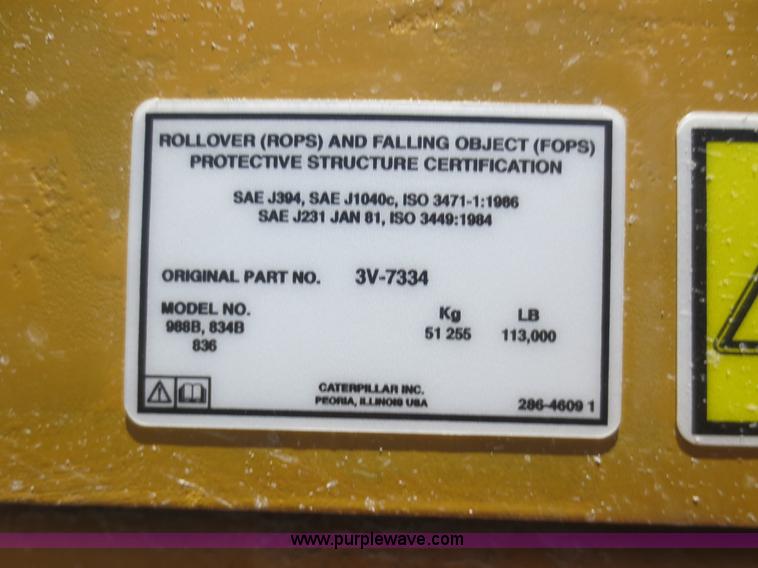 ROLLOVER (ROPS) AND FALLING OBJECT (FOPS)
PROTECTIVE STRUCTURE CERTIFICATION
SAE J394, SAE J1040c, ISO 3471-1:1986
SAE J231 JAN 81, ISO 3449:1984
ORIGINAL PART NO. 3V-7334
MODEL NO. Kg LB
988B, 834B 51 255 113,000
836
CATERPILLAR INC.
PEORIA, ILLINOIS USA
286-4609 1
www.purplewave.com